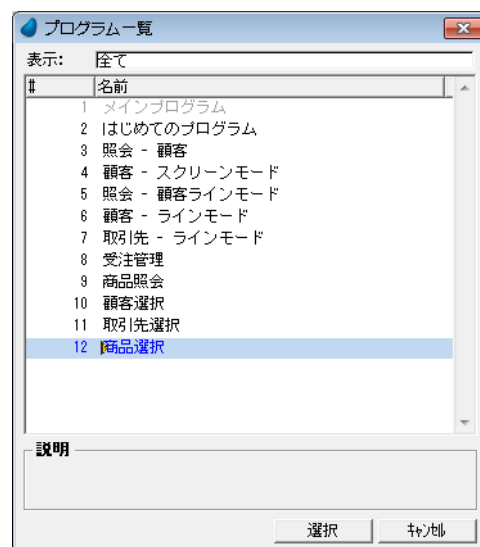 プログラム一覧
表示: 全て
# 名前
1 メインプログラム
2 はじめてのプログラム
3 照会 - 顧客
4 顧客 - スクリーンモード
5 照会 - 顧客ラインモード
6 顧客 - ラインモード
7 取引先 - ラインモード
8 受注管理
9 商品照会
10 顧客選択
11 取引先選択
12 商品選択
説明
選択 ｷｬﾝｾﾙ